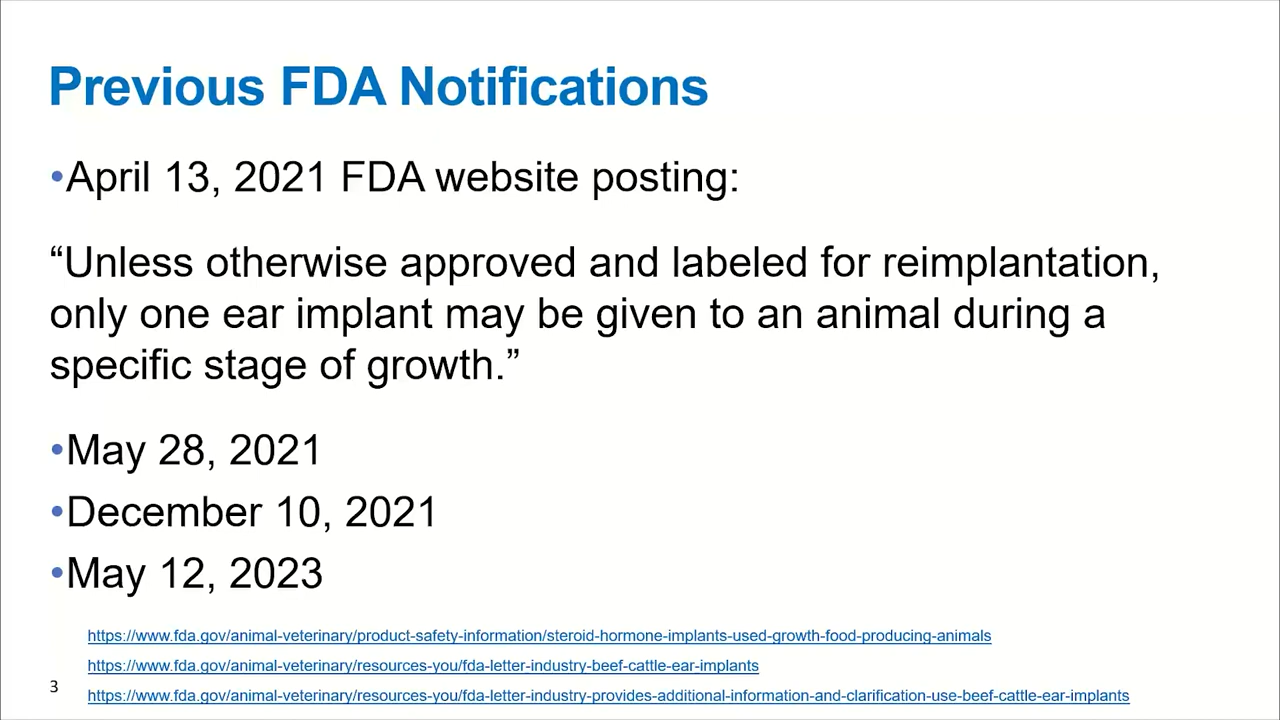 Previous FDA Notifications
•April 13, 2021 FDA website posting:
“Unless otherwise approved and labeled for reimplantation,
only one ear implant may be given to an animal during a
specific stage of growth.”
•May 28, 2021
•December 10, 2021
•May 12, 2023
https://www.fda.gov/animal-veterinary/product-safety-information/steroid-hormone-implants-used-growth-food-producing-animals
https://www.fda.gov/animal-veterinary/resources-you/fda-letter-industry-beef-cattle-ear-implants
3
https://www.fda.gov/animal-veterinary/resources-you/fda-letter-industry-provides-additional-information-and-clarification-use-beef-cattle-ear-implants